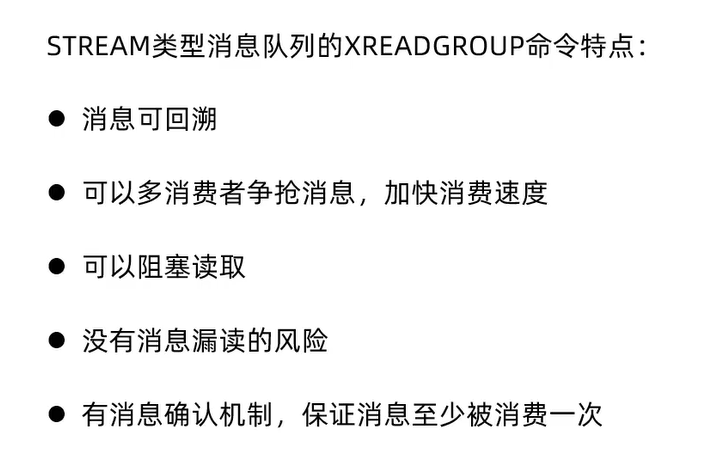 STREAM类型消息队列的XREADGROUP命令特点：
● 消息可回溯
● 可以多消费者争抢消息，加快消费速度
● 可以阻塞读取
● 没有消息漏读的风险
● 有消息确认机制，保证消息至少被消费一次